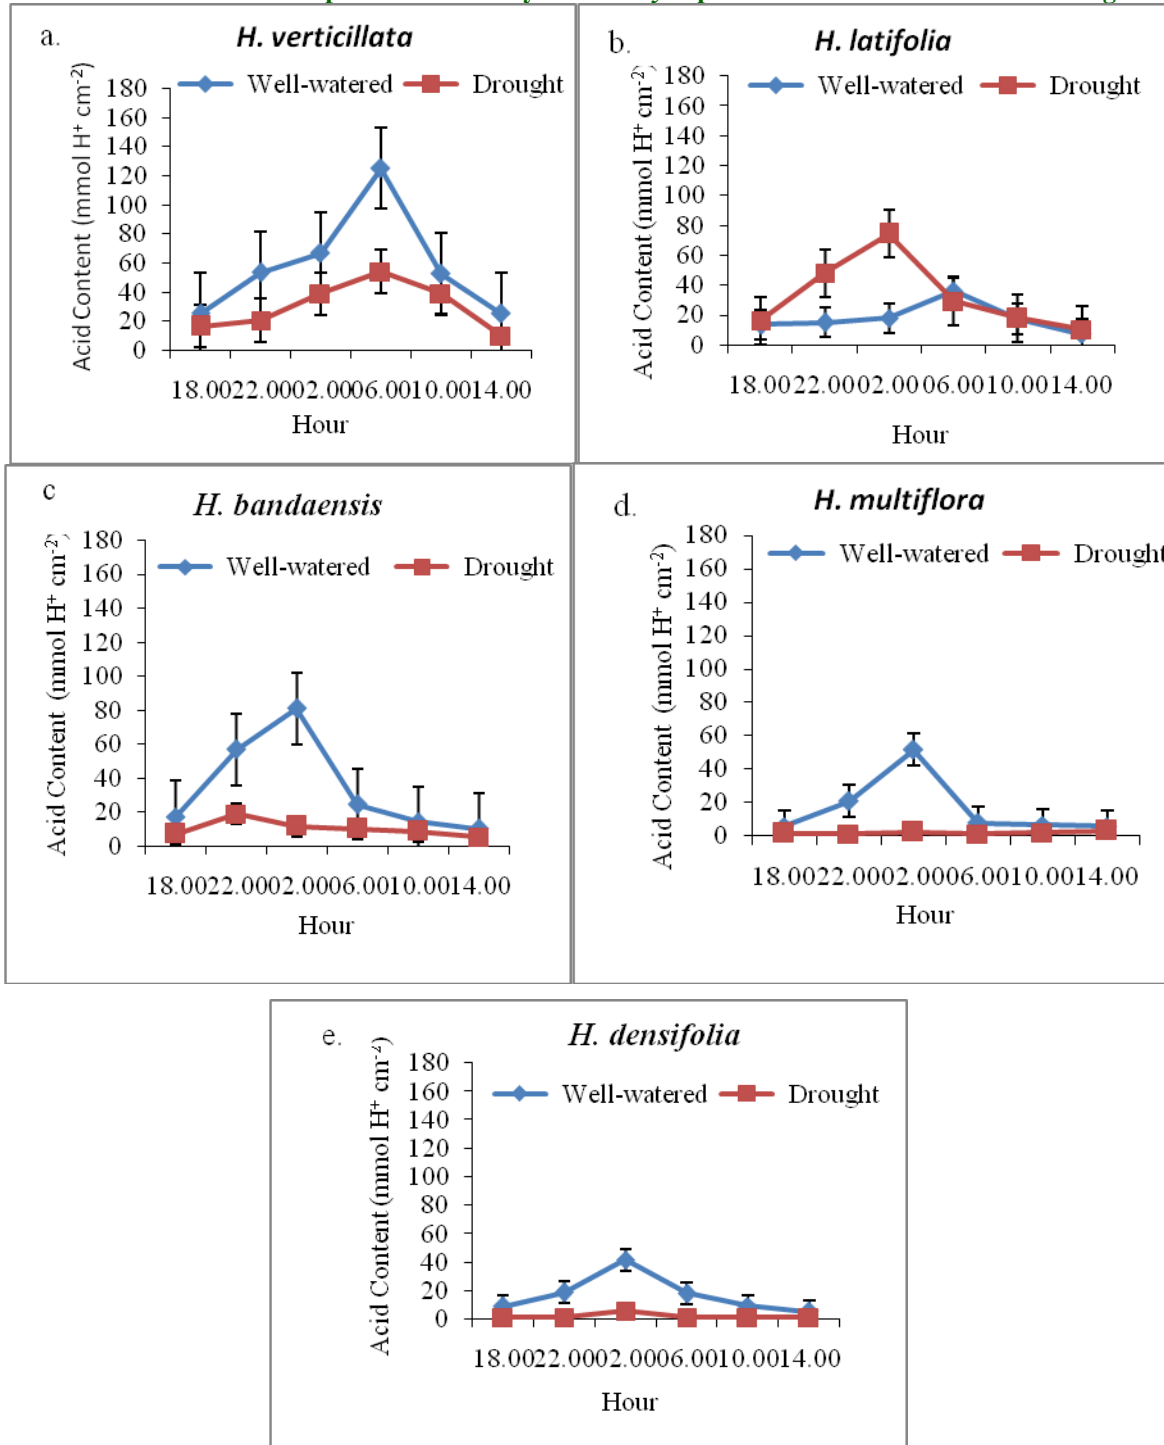 a.
H. verticillata
Well-watered Drought
Acid Content (mmol H⁺ cm⁻²)
180
160
140
120
100
80
60
40
20
0
18.00 22.00 02.00 06.00 10.00 14.00
Hour
b.
H. latifolia
Well-watered Drought
Acid Content (mmol H⁺ cm⁻²)
180
160
140
120
100
80
60
40
20
0
18.00 22.00 02.00 06.00 10.00 14.00
Hour
c
H. bandaensis
Well-watered Drought
Acid Content (mmol H⁺ cm⁻²)
180
160
140
120
100
80
60
40
20
0
18.00 22.00 02.00 06.00 10.00 14.00
Hour
d.
H. multiflora
Well-watered Drought
Acid Content (mmol H⁺ cm⁻²)
180
160
140
120
100
80
60
40
20
0
18.00 22.00 02.00 06.00 10.00 14.00
Hour
e.
H. densifolia
Well-watered Drought
Acid Content (mmol H⁺ cm⁻²)
180
160
140
120
100
80
60
40
20
0
18.00 22.00 02.00 06.00 10.00 14.00
Hour